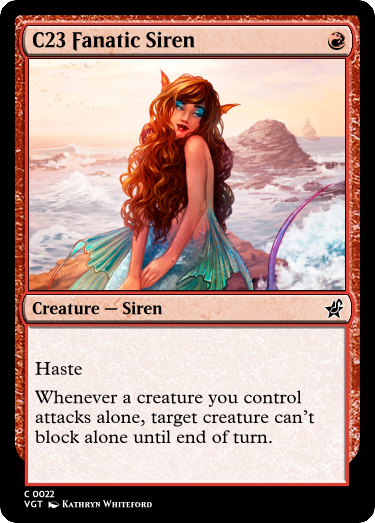 C23 Fanatic Siren
Creature — Siren
Haste
Whenever a creature you control
attacks alone, target creature can't
block alone until end of turn.
C 0022
VGT Kathryn Whiteford